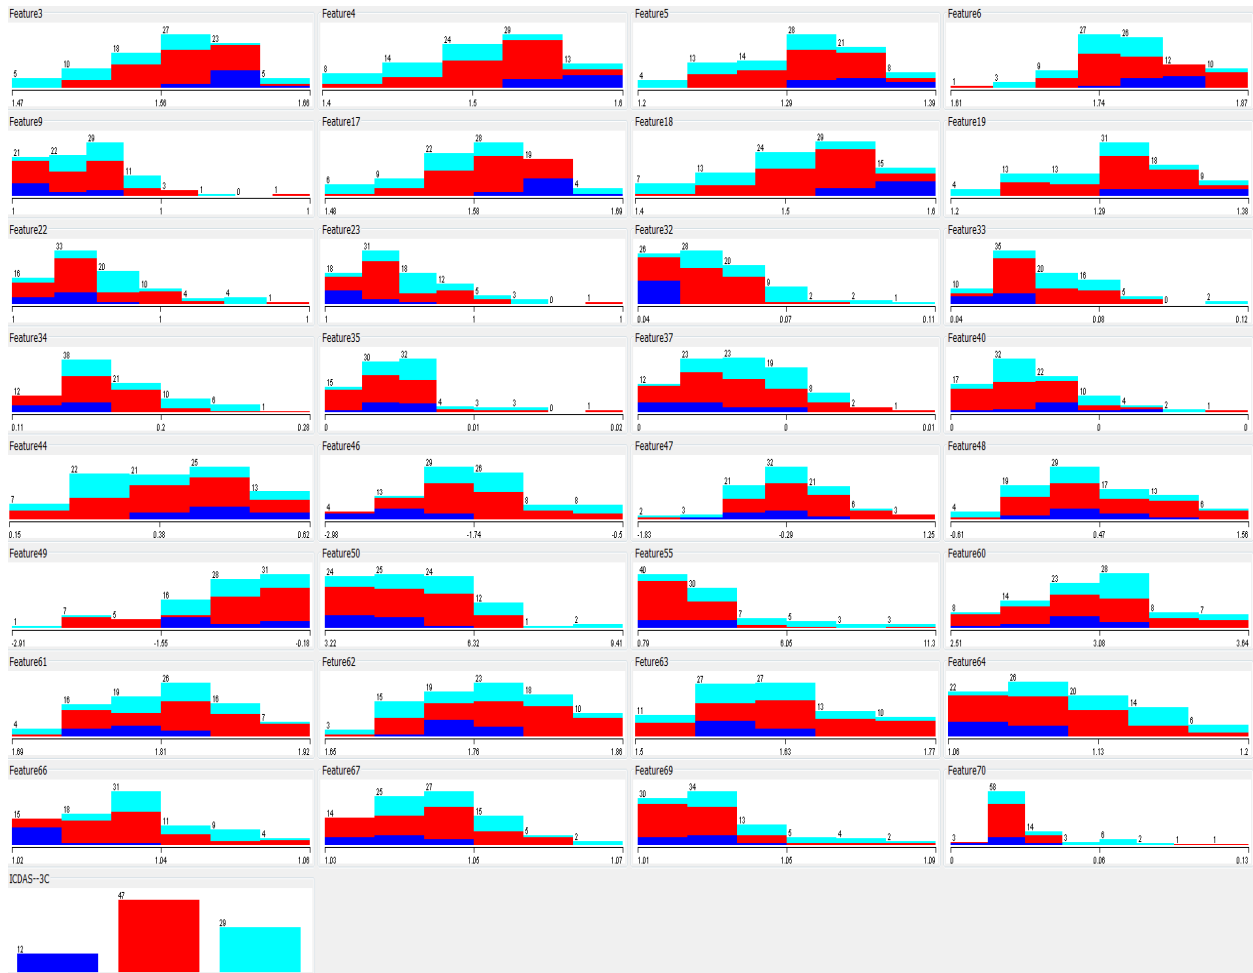 Feature3 Feature4 Feature5 Feature6
5 10 18 27 23 5 8 14 24 29 13 4 13 14 28 21 8 1 3 9 27 26 12 10
1.47 1.56 1.66 1.4 1.5 1.6 1.2 1.29 1.39 1.61 1.74 1.87
Feature9 Feature17 Feature18 Feature19
21 22 29 11 3 1 0 1 6 9 22 28 19 4 7 13 24 29 15 4 13 13 31 18 9
1 1 1 1.48 1.58 1.69 1.4 1.5 1.6 1.2 1.29 1.38
Feature22 Feature23 Feature32 Feature33
16 33 20 10 4 4 1 18 31 18 12 5 3 0 1 26 28 20 9 2 2 1 10 35 20 16 5 0 2
1 1 1 1 1 1 0.04 0.07 0.11 0.04 0.08 0.12
Feature34 Feature35 Feature37 Feature40
12 38 21 10 6 1 15 30 32 4 3 3 0 1 12 23 23 19 8 2 1 17 32 22 10 4 2 1
0.11 0.2 0.28 0 0.01 0.02 0 0 0.01 0 0 0
Feature44 Feature46 Feature47 Feature48
7 22 21 25 13 4 13 29 26 8 8 2 3 21 32 21 6 3 4 19 29 17 13 6
0.15 0.38 0.62 -2.98 -1.74 -0.5 -1.83 -0.29 1.25 -0.61 0.47 1.56
Feature49 Feature50 Feature55 Feature60
1 7 5 16 28 31 24 25 24 12 1 2 40 30 7 5 3 3 8 14 23 28 8 7
-2.91 -1.55 -0.18 3.22 6.32 9.41 0.79 6.05 11.3 2.51 3.08 3.64
Feature61 Feture62 Feture63 Feature64
4 16 19 26 16 7 3 15 19 23 18 10 11 27 27 13 10 22 26 20 14 6
1.69 1.81 1.92 1.65 1.76 1.86 1.5 1.63 1.77 1.06 1.13 1.2
Feature66 Feature67 Feature69 Feature70
15 18 31 11 9 4 14 25 27 15 5 2 30 34 13 5 4 2 3 58 14 3 6 2 1 1
1.02 1.04 1.06 1.03 1.05 1.07 1.01 1.05 1.09 0 0.06 0.13
ICDAS--3C
12 47 29